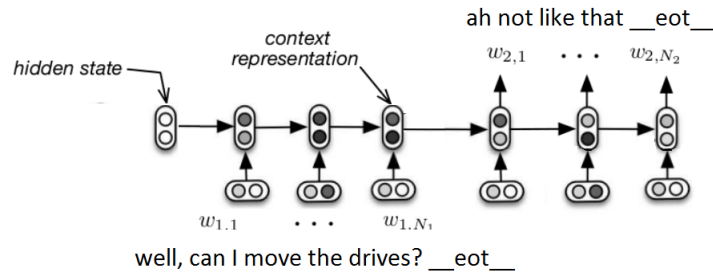 ah not like that __eot__
context
representation
hidden state
w2,1 · · · w2,N2
w1.1 · · · w1.N1
well, can I move the drives? __eot__